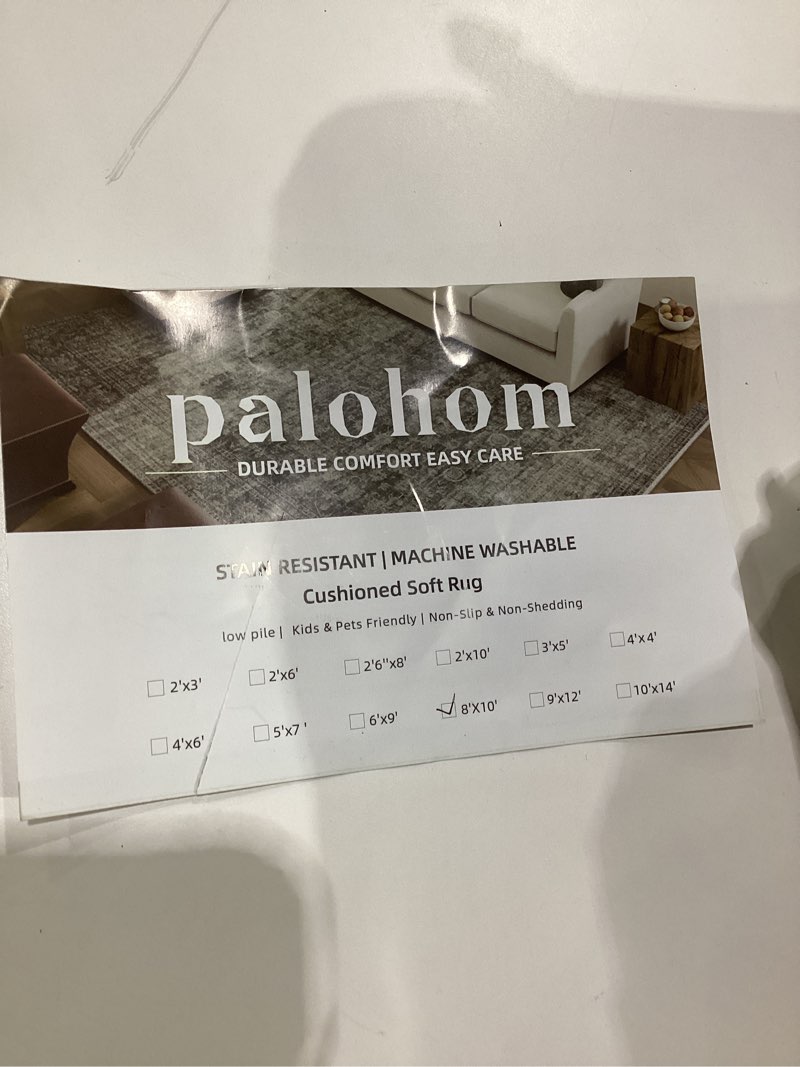 palohom
DURABLE COMFORT EASY CARE
STAIN RESISTANT | MACHINE WASHABLE
Cushioned Soft Rug
low pile | Kids & Pets Friendly | Non-Slip & Non-Shedding
2'x3' 2'x6' 2'6"x8' 2'x10' 3'x5' 4'x4'
4'x6' 5'x7' 6'x9' 8'X10' 9'x12' 10'x14'